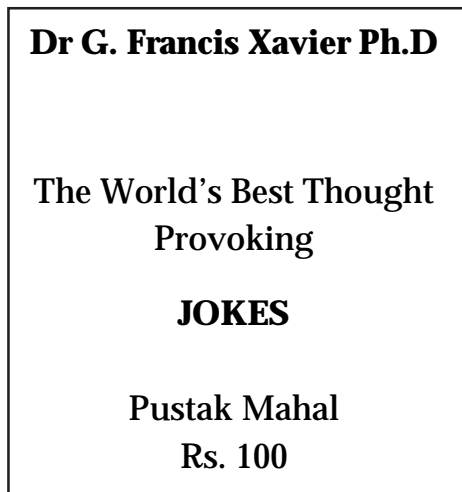 Dr G. Francis Xavier Ph.D
The World’s Best Thought
Provoking
JOKES
Pustak Mahal
Rs. 100